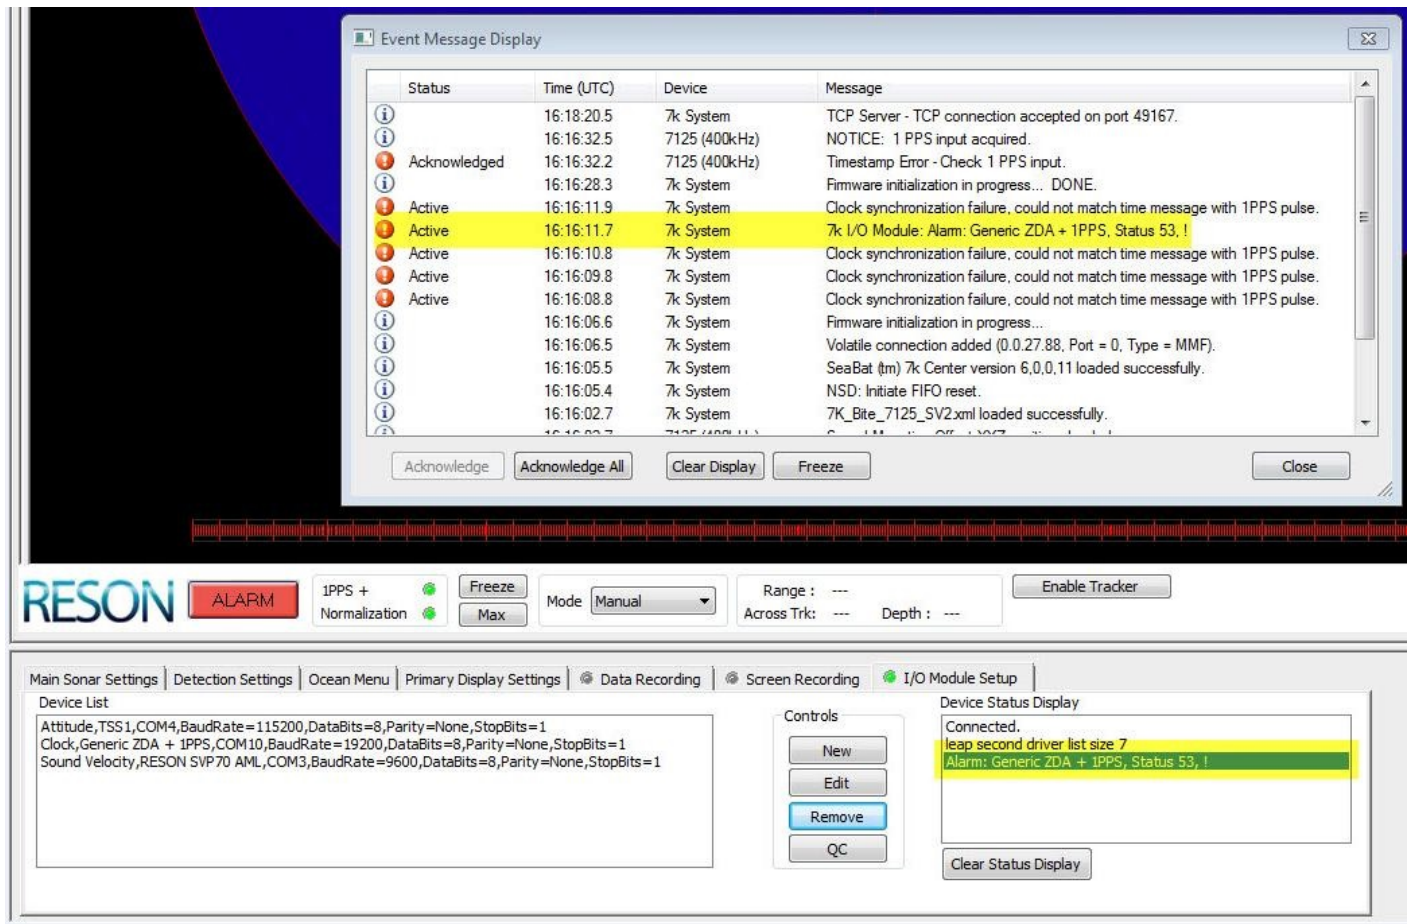 Event Message Display
Status Time (UTC) Device Message
16:18:20.5 7k System TCP Server - TCP connection accepted on port 49167.
16:16:32.5 7125 (400kHz) NOTICE: 1 PPS input acquired.
Acknowledged 16:16:32.2 7125 (400kHz) Timestamp Error - Check 1 PPS input.
16:16:28.3 7k System Firmware initialization in progress... DONE.
Active 16:16:11.9 7k System Clock synchronization failure, could not match time message with 1PPS pulse.
Active 16:16:11.7 7k System 7k I/O Module: Alarm: Generic ZDA + 1PPS, Status 53, !
Active 16:16:10.8 7k System Clock synchronization failure, could not match time message with 1PPS pulse.
Active 16:16:09.8 7k System Clock synchronization failure, could not match time message with 1PPS pulse.
Active 16:16:08.8 7k System Clock synchronization failure, could not match time message with 1PPS pulse.
16:16:06.6 7k System Firmware initialization in progress...
16:16:06.5 7k System Volatile connection added (0.0.27.88, Port = 0, Type = MMF).
16:16:05.5 7k System SeaBat (tm) 7k Center version 6,0,0,11 loaded successfully.
16:16:05.4 7k System NSD: Initiate FIFO reset.
16:16:02.7 7k System 7K_Bite_7125_SV2.xml loaded successfully.
Acknowledge Acknowledge All Clear Display Freeze Close
RESON ALARM 1PPS + Freeze Mode Manual Range : --- Enable Tracker
Normalization Max Across Trk: --- Depth : ---
Main Sonar Settings Detection Settings Ocean Menu Primary Display Settings Data Recording Screen Recording I/O Module Setup
Device List
Attitude,TSS1,COM4,BaudRate=115200,DataBits=8,Parity=None,StopBits=1
Clock,Generic ZDA + 1PPS,COM10,BaudRate=19200,DataBits=8,Parity=None,StopBits=1
Sound Velocity,RESON SVP70 AML,COM3,BaudRate=9600,DataBits=8,Parity=None,StopBits=1
Controls
New
Edit
Remove
QC
Device Status Display
Connected.
leap second driver list size 7
Alarm: Generic ZDA + 1PPS, Status 53, !
Clear Status Display